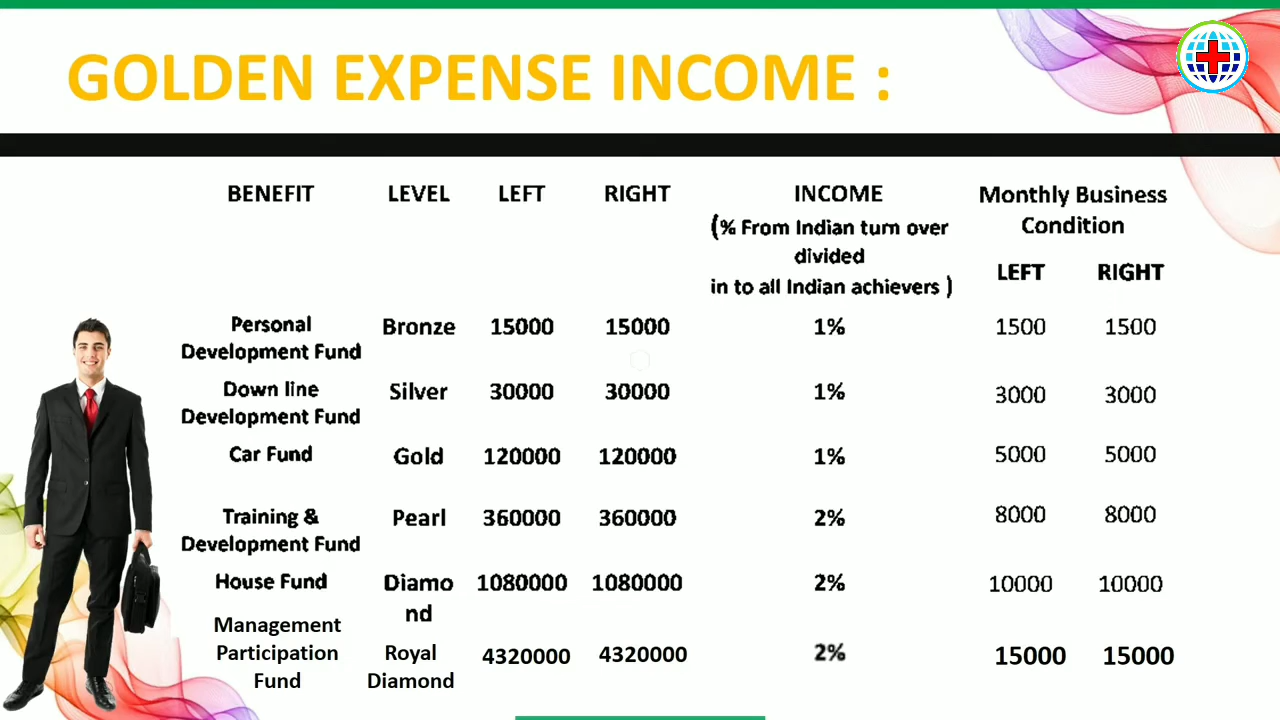 GOLDEN EXPENSE INCOME :
BENEFIT LEVEL LEFT RIGHT INCOME Monthly Business
(% From Indian turn over Condition
divided
LEFT RIGHT
in to all Indian achievers )
Personal
Development Fund Bronze 15000 15000 1% 1500 1500
Down line
Development Fund Silver 30000 30000 1% 3000 3000
Car Fund Gold 120000 120000 1% 5000 5000
Training &
Development Fund Pearl 360000 360000 2% 8000 8000
House Fund Diamo 1080000 1080000 2% 10000 10000
nd
Management
Participation Royal 4320000 4320000 2% 15000 15000
Fund Diamond